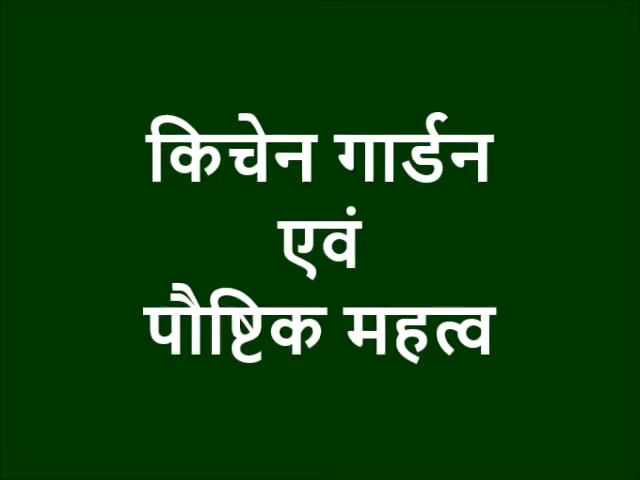 किचेन गार्डन
एवं
पौष्टिक महत्व